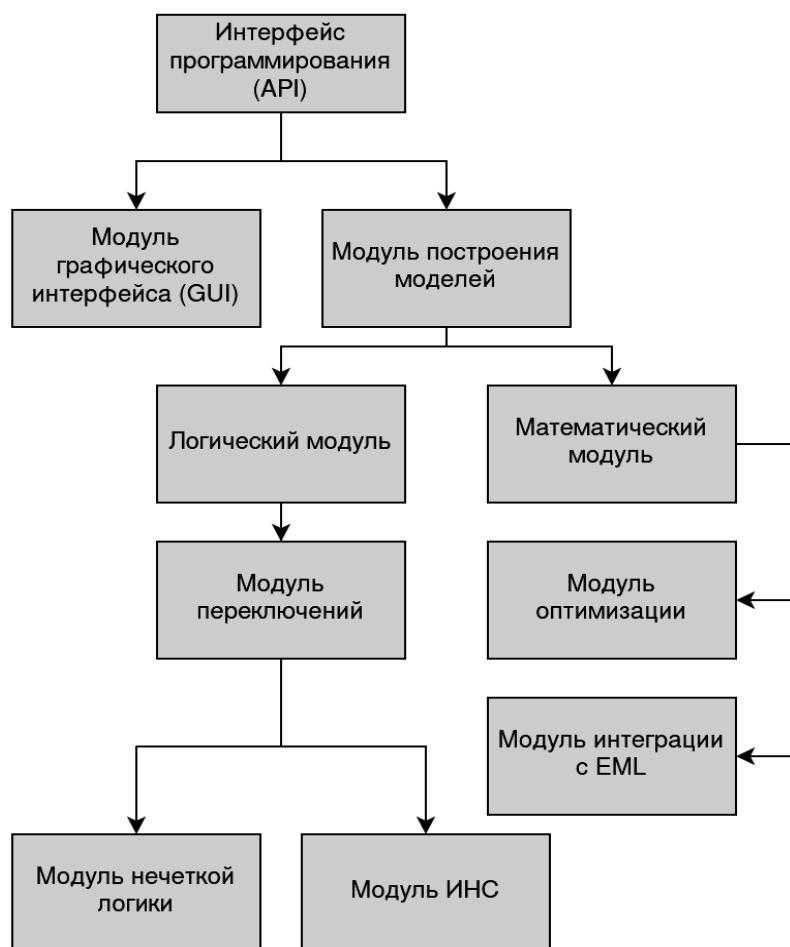 Интерфейс
программирования
(API)
Модуль
графического
интерфейса (GUI)
Модуль построения
моделей
Логический модуль
Математический
модуль
Модуль
переключений
Модуль
оптимизации
Модуль интеграции
с EML
Модуль нечеткой
логики
Модуль ИНС